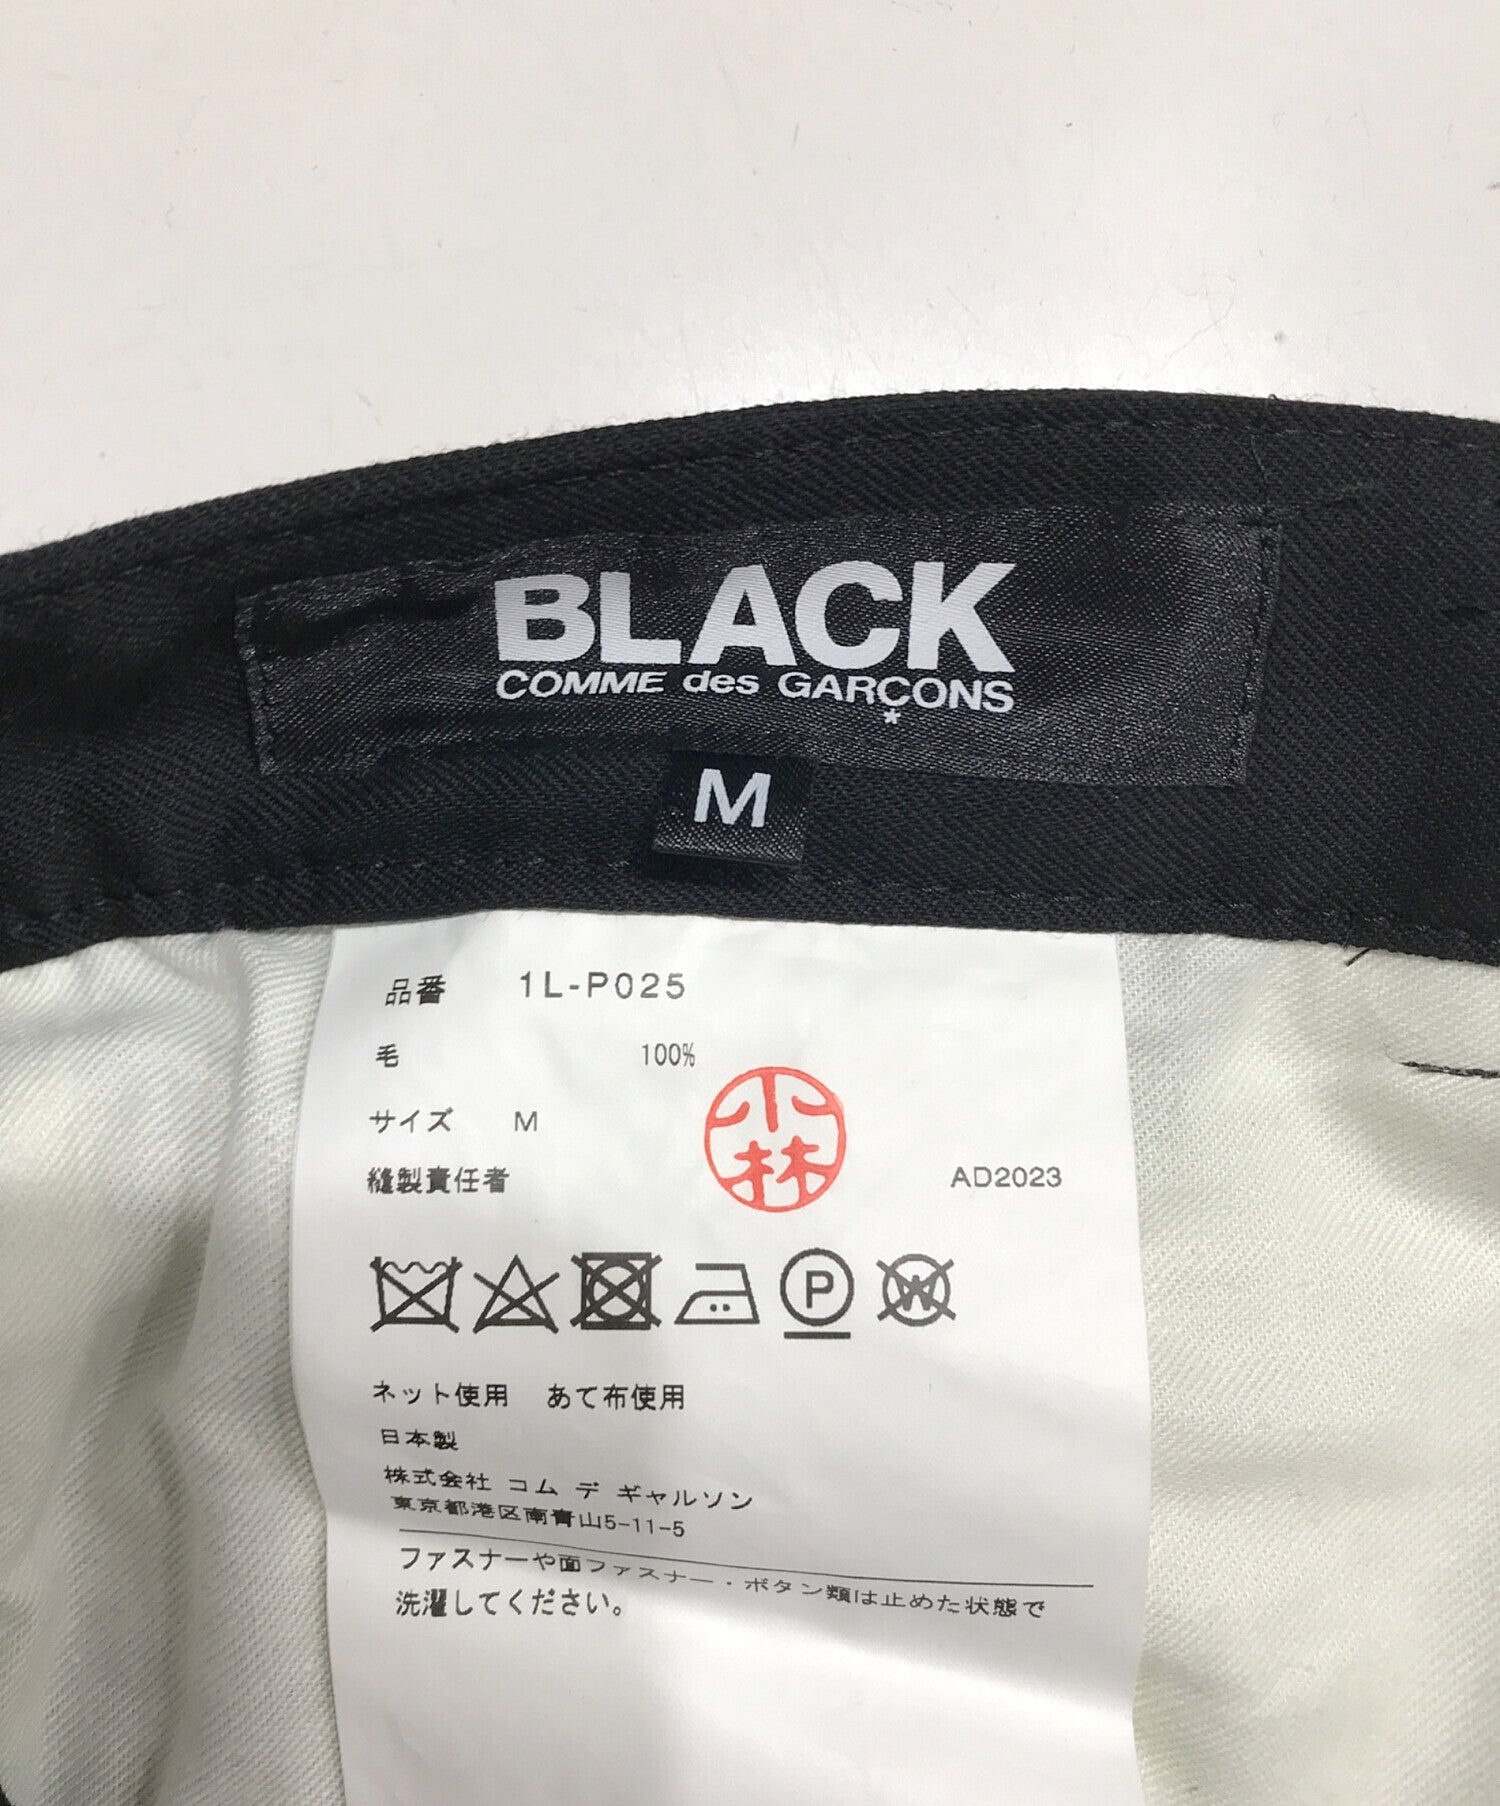 BLACK
COMME des GARÇONS
*
M
品番 1L-P025
毛 100%
サイズ M
小林
縫製責任者 AD2023
P W
ネット使用 あて布使用
日本製
株式会社 コム デ ギャルソン
東京都港区南青山5-11-5
ファスナーや面ファスナー・ボタン類は止めた状態で
洗濯してください。